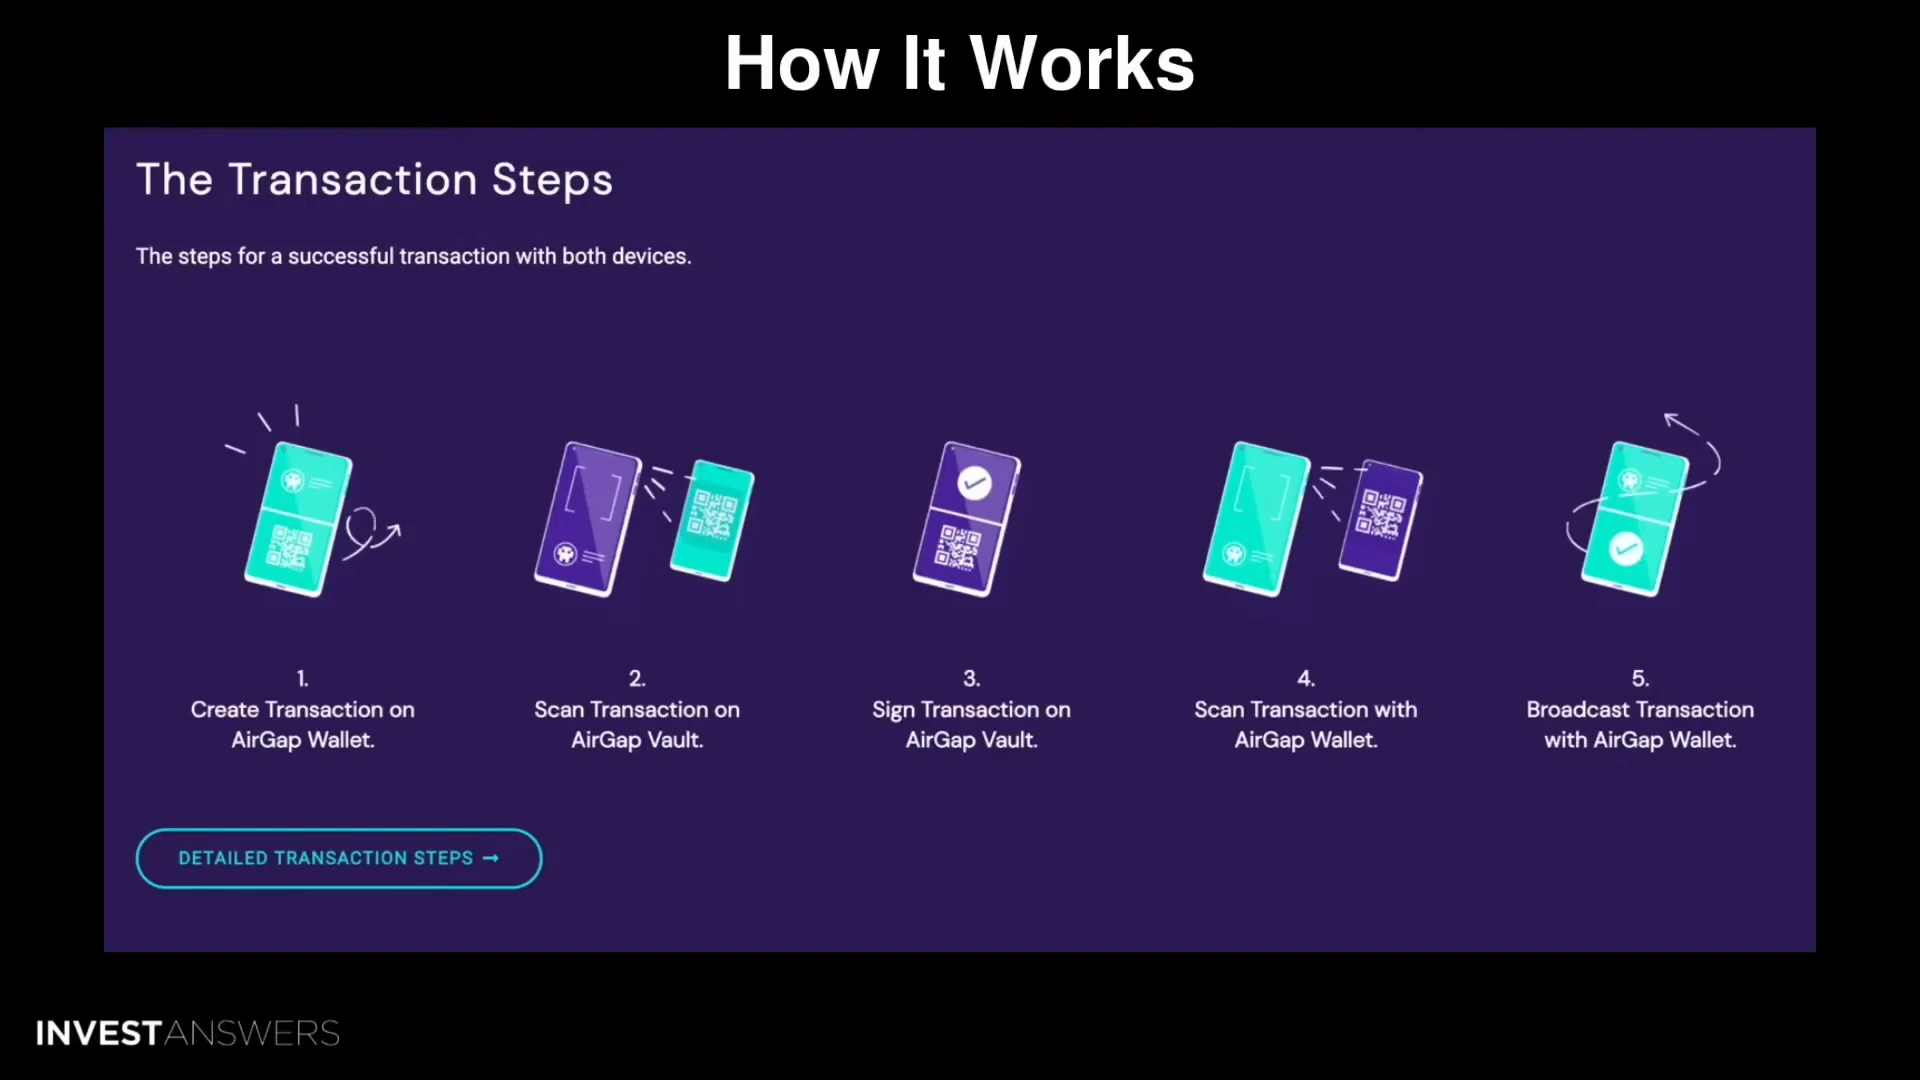 How It Works
The Transaction Steps
The steps for a successful transaction with both devices.
1.
Create Transaction on
AirGap Wallet.
2.
Scan Transaction on
AirGap Vault.
3.
Sign Transaction on
AirGap Vault.
4.
Scan Transaction with
AirGap Wallet.
5.
Broadcast Transaction
with AirGap Wallet.
DETAILED TRANSACTION STEPS →
INVESTANSWERS